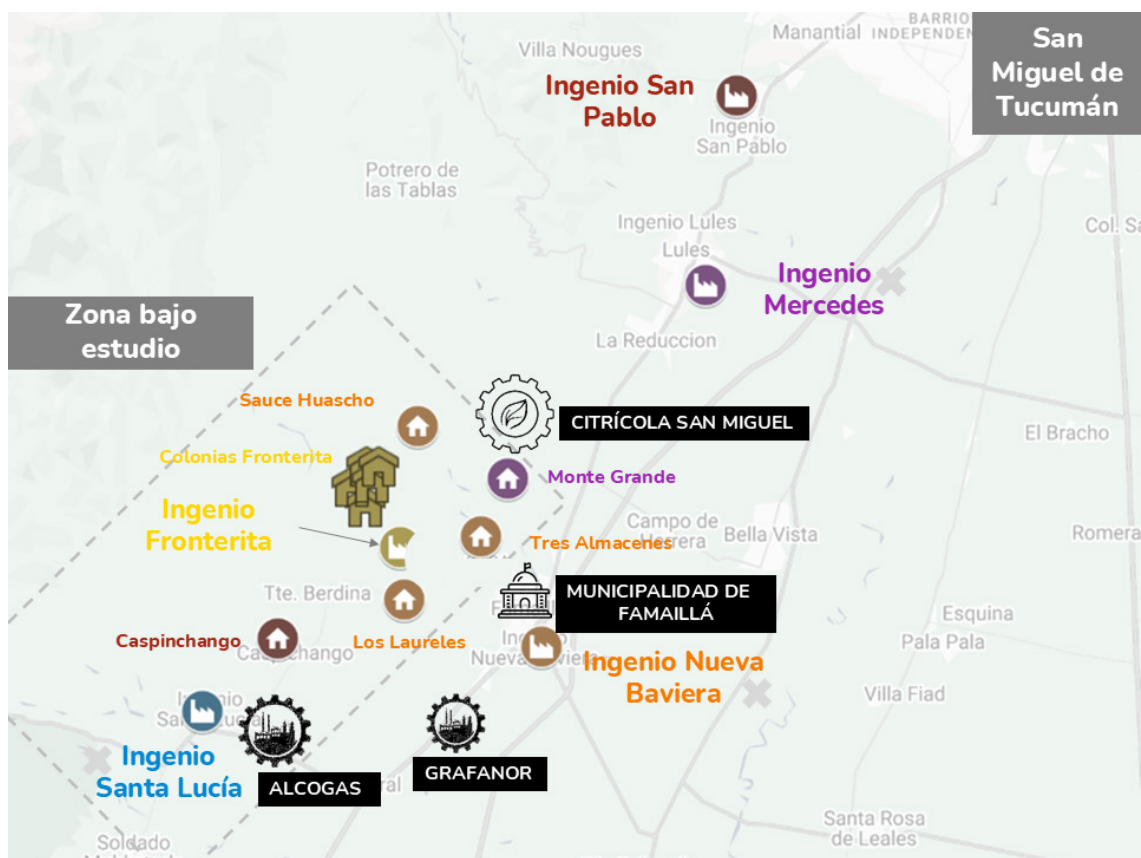 BARRIO
Manantial
INDEPENDEN
San
Miguel de
Tucumán
Villa Nougues
Ingenio San
Pablo
Ingenio
San Pablo
Potrero de
las Tablas
Ingenio Lules
Lules
Col. Sa
Ingenio
Mercedes
Zona bajo
estudio
La Reduccion
Sauce Huascho
CITRÍCOLA SAN MIGUEL
El Bracho
Colonias Fronterita
Monte Grande
Ingenio
Fronterita
Campo de
Herrera
Bella Vista
Romera
Tres Almacenes
Tte. Berdina
MUNICIPALIDAD DE
FAMAILLÁ
Esquina
Pala Pala
Caspinchango
Los Laureles
Ingenio Nueva
Baviera
Villa Fiad
Ingenio
Santa Lucía
ALCOGAS
GRAFANOR
Santa Rosa
de Leales
Soldado